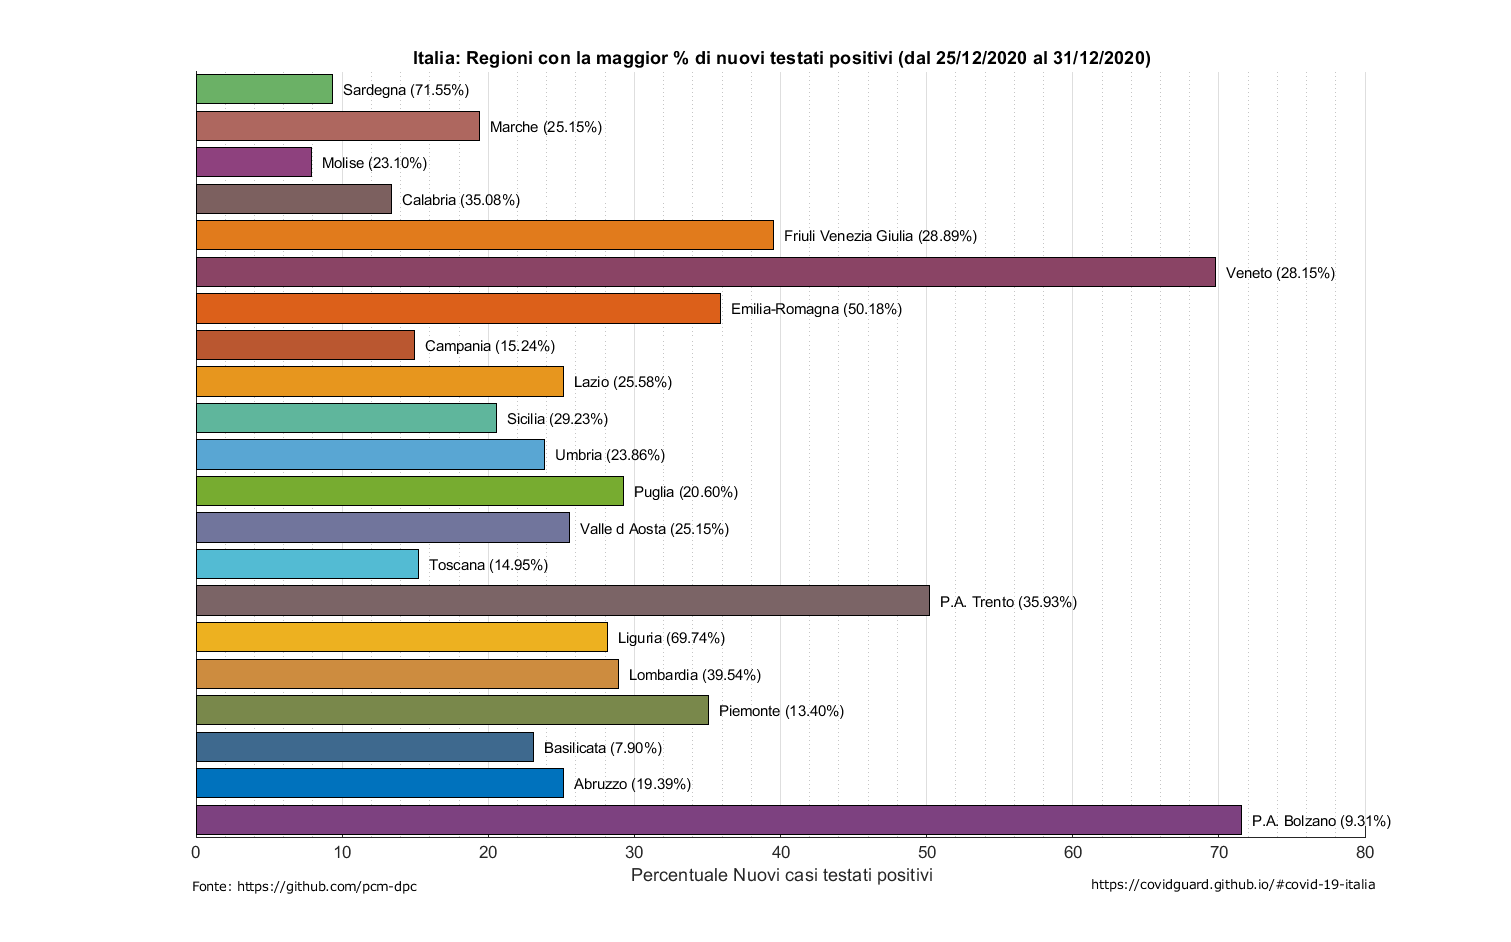 Italia: Regioni con la maggior % di nuovi testati positivi (dal 25/12/2020 al 31/12/2020)
Sardegna (71.55%)
Marche (25.15%)
Molise (23.10%)
Calabria (35.08%)
Friuli Venezia Giulia (28.89%)
Veneto (28.15%)
Emilia-Romagna (50.18%)
Campania (15.24%)
Lazio (25.58%)
Sicilia (29.23%)
Umbria (23.86%)
Puglia (20.60%)
Valle d Aosta (25.15%)
Toscana (14.95%)
P.A. Trento (35.93%)
Liguria (69.74%)
Lombardia (39.54%)
Piemonte (13.40%)
Basilicata (7.90%)
Abruzzo (19.39%)
P.A. Bolzano (9.31%)
0 10 20 30 40 50 60 70 80
Percentuale Nuovi casi testati positivi
Fonte: https://github.com/pcm-dpc
https://covidguard.github.io/#covid-19-italia